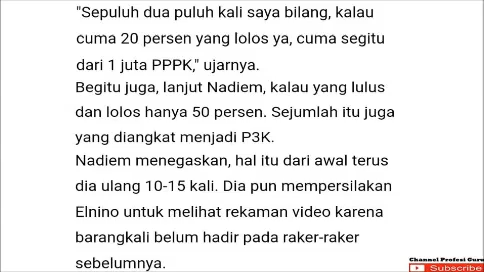 "Sepuluh dua puluh kali saya bilang, kalau
cuma 20 persen yang lolos ya, cuma segitu
dari 1 juta PPPK," ujarnya.
Begitu juga, lanjut Nadiem, kalau yang lulus
dan lolos hanya 50 persen. Sejumlah itu juga
yang diangkat menjadi P3K.
Nadiem menegaskan, hal itu dari awal terus
dia ulang 10-15 kali. Dia pun mempersilakan
Elnino untuk melihat rekaman video karena
barangkali belum hadir pada raker-raker
sebelumnya.
Channel Profesi Guru
Subscribe